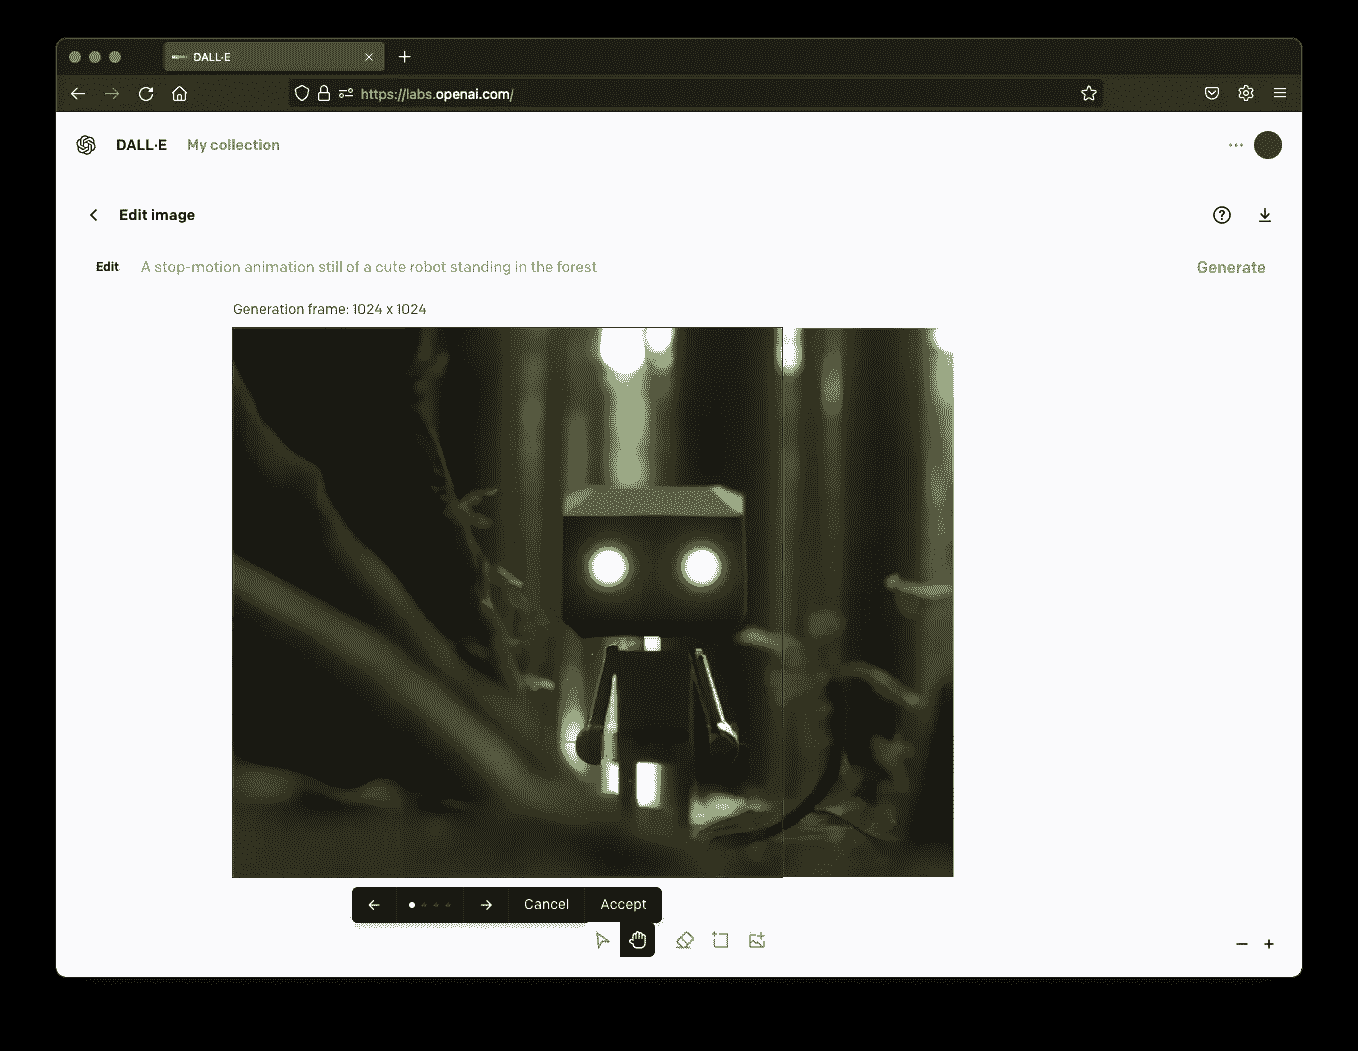 DALL·E
https://labs.openai.com/
DALL·E My collection
Edit image
Edit A stop-motion animation still of a cute robot standing in the forest Generate
Generation frame: 1024 x 1024
Cancel Accept